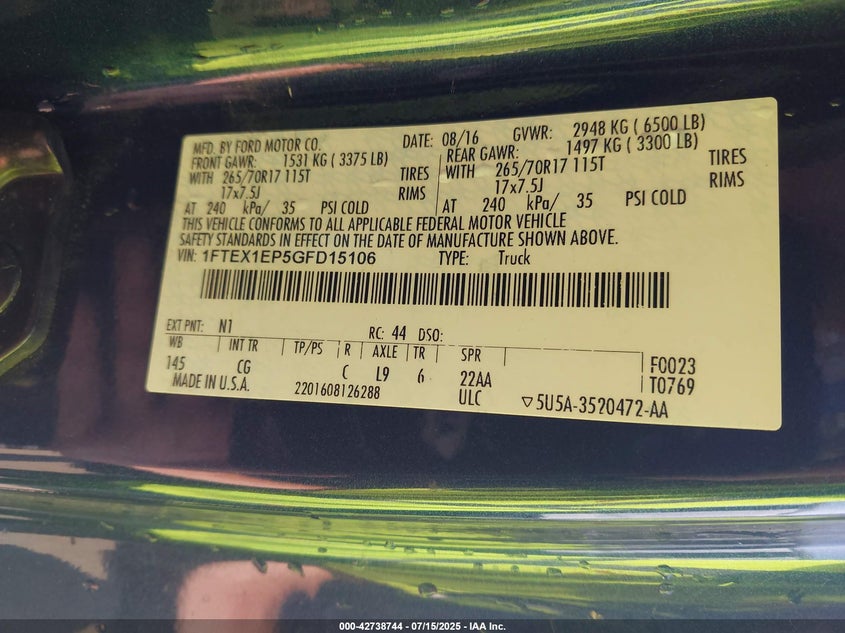 MFD. BY FORD MOTOR CO. DATE: 08/16 GVWR: 2948 KG ( 6500 LB)
FRONT GAWR: 1531 KG ( 3375 LB) REAR GAWR: 1497 KG ( 3300 LB)
WITH 265/70R17 115T TIRES WITH 265/70R17 115T TIRES
17x7.5J RIMS 17x7.5J RIMS
AT 240 kPa/ 35 PSI COLD AT 240 kPa/ 35 PSI COLD
THIS VEHICLE CONFORMS TO ALL APPLICABLE FEDERAL MOTOR VEHICLE
SAFETY STANDARDS IN EFFECT ON THE DATE OF MANUFACTURE SHOWN ABOVE.
VIN: 1FTEX1EP5GFD15106 TYPE: Truck
EXT PNT: N1 RC: 44 DSO:
WB INT TR TP/PS R AXLE TR SPR F0023
145 CG C L9 6 22AA T0769
MADE IN U.S.A. 2201608126288 ULC ▽5U5A-3520472-AA
000-42738744 - 07/15/2025 - IAA Inc.